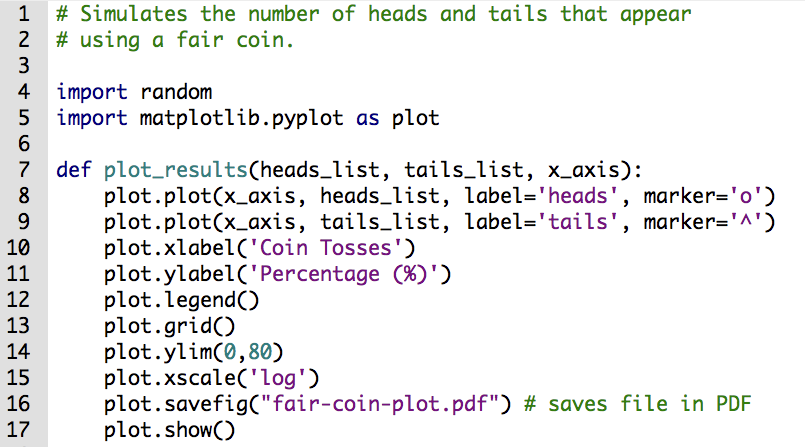 1 # Simulates the number of heads and tails that appear
2 # using a fair coin.
3
4 import random
5 import matplotlib.pyplot as plot
6
7 def plot_results(heads_list, tails_list, x_axis):
8     plot.plot(x_axis, heads_list, label='heads', marker='o')
9     plot.plot(x_axis, tails_list, label='tails', marker='^')
10     plot.xlabel('Coin Tosses')
11     plot.ylabel('Percentage (%)')
12     plot.legend()
13     plot.grid()
14     plot.ylim(0,80)
15     plot.xscale('log')
16     plot.savefig("fair-coin-plot.pdf") # saves file in PDF
17     plot.show()